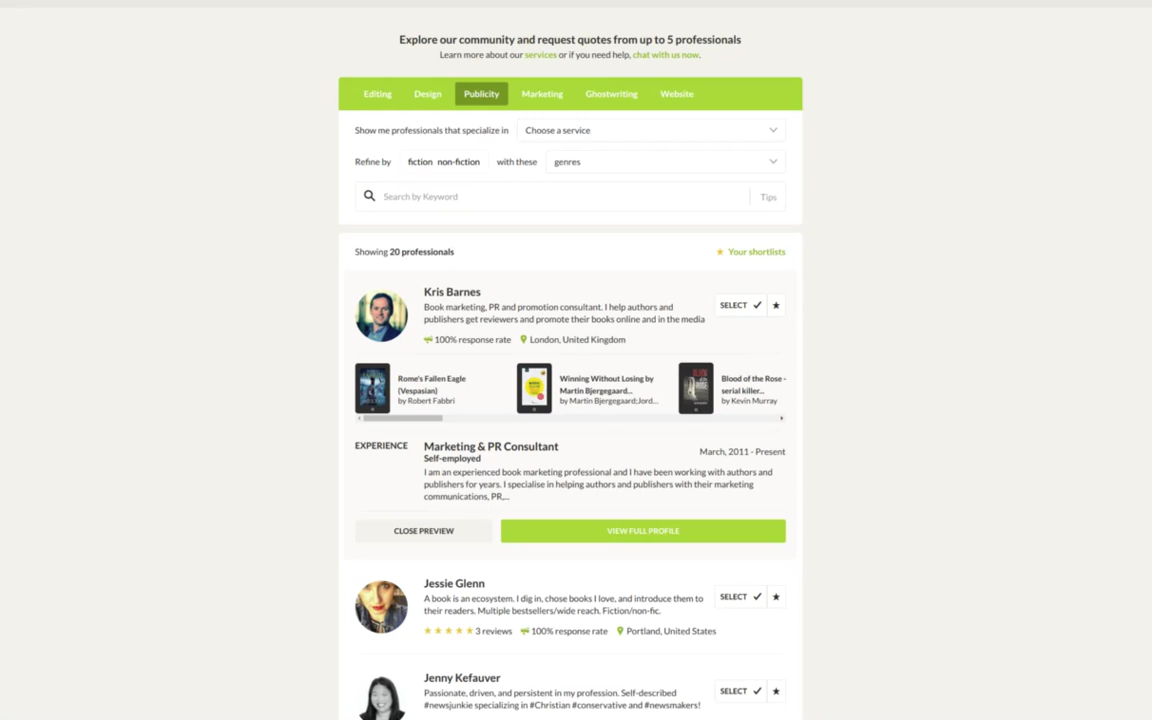 Explore our community and request quotes from up to 5 professionals
Learn more about our services or if you need help, chat with us now.
Editing Design Publicity Marketing Ghostwriting Website
Show me professionals that specialize in Choose a service
Refine by fiction non-fiction with these genres
Search by Keyword Tips
Showing 20 professionals Your shortlists
Kris Barnes
Book marketing, PR and promotion consultant. I help authors and
publishers get reviewers and promote their books online and in the media
SELECT
100% response rate London, United Kingdom
Rome's Fallen Eagle
(Vespasian)
by Robert Fabbri
Winning Without Losing by
Martin Bjergegaard...
by Martin Bjergegaard;Jord...
Blood of the Rose -
serial killer...
by Kevin Murray
EXPERIENCE
Marketing & PR Consultant
Self-employed
March, 2011 - Present
I am an experienced book marketing professional and I have been working with authors and
publishers for years. I specialise in helping authors and publishers with their marketing
communications, PR,...
CLOSE PREVIEW VIEW FULL PROFILE
Jessie Glenn
A book is an ecosystem. I dig in, chose books I love, and introduce them to
their readers. Multiple bestsellers/wide reach. Fiction/non-fic.
SELECT
3 reviews 100% response rate Portland, United States
Jenny Kefauver
Passionate, driven, and persistent in my profession. Self-described
#newsjunkie specializing in #Christian #conservative and #newsmakers!
SELECT